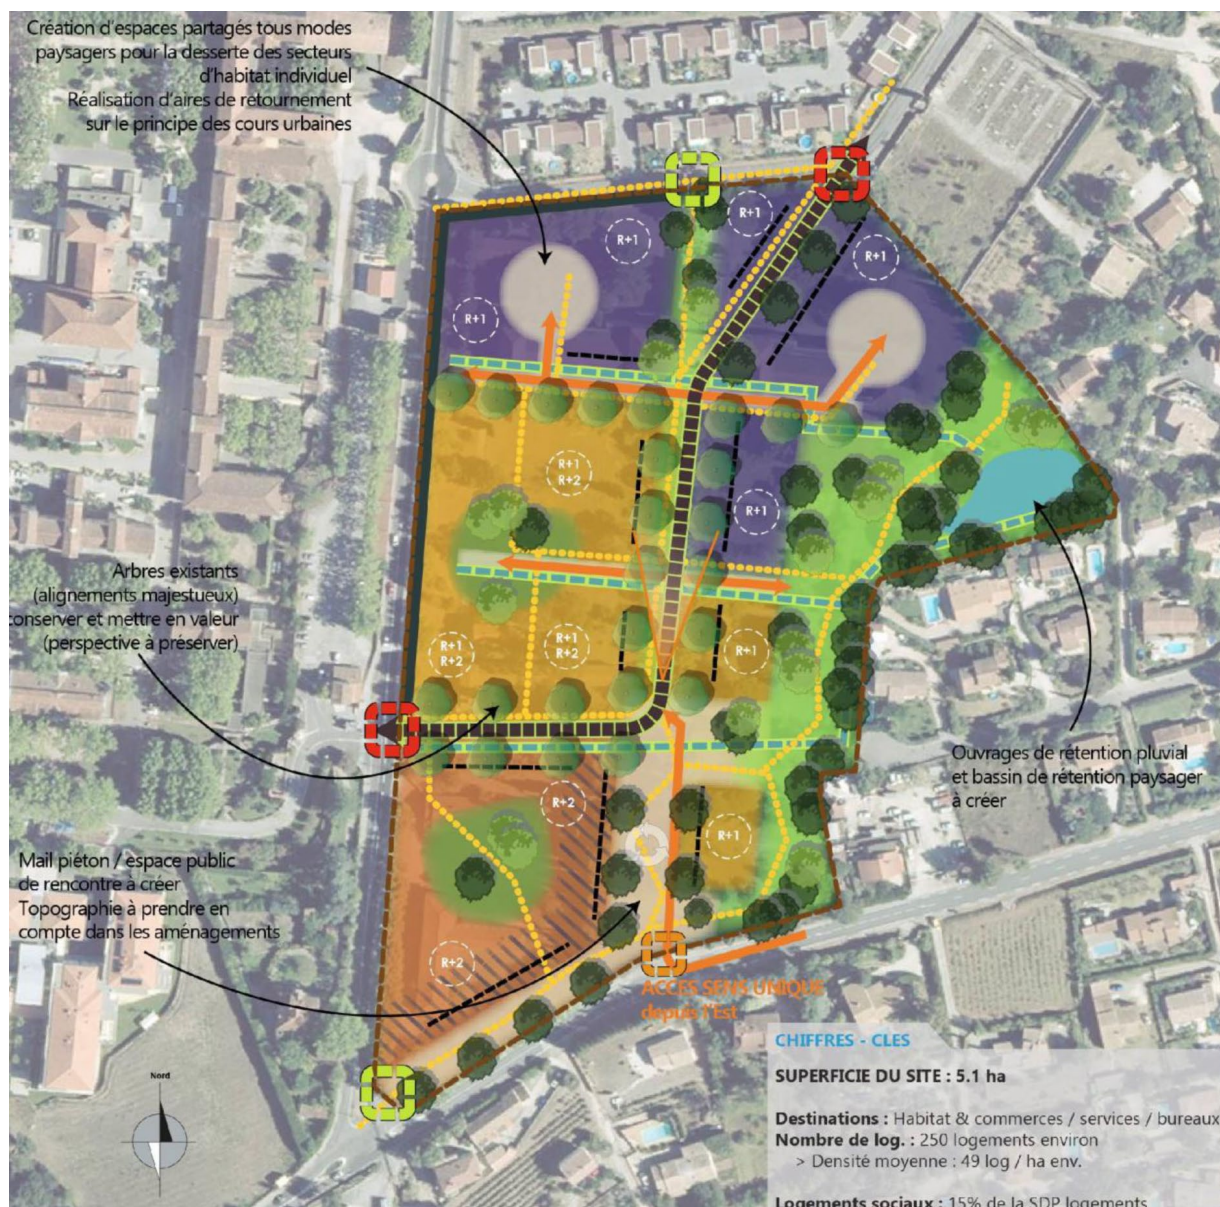 Création d'espaces partagés tous modes
paysagers pour la desserte des secteurs
d'habitat individuel
Réalisation d'aires de retournement
sur le principe des cours urbaines
R+1
R+1
R+1
R+1
R+1
R+2
R+1
Arbres existants
(alignements majestueux)
conserver et mettre en valeur
(perspective à préserver)
R+1
R+2
R+1
R+2
R+1
Ouvrages de rétention pluvial
et bassin de rétention paysager
à créer
R+2
R+1
Mail piéton / espace public
de rencontre à créer
Topographie à prendre en
compte dans les aménagements
R+2
ACCES SENS UNIQUE
depuis l'Est
Nord
CHIFFRES - CLES
SUPERFICIE DU SITE : 5.1 ha
Destinations : Habitat & commerces / services / bureaux
Nombre de log. : 250 logements environ
> Densité moyenne : 49 log / ha env.
Logements sociaux : 15% de la SDP logements